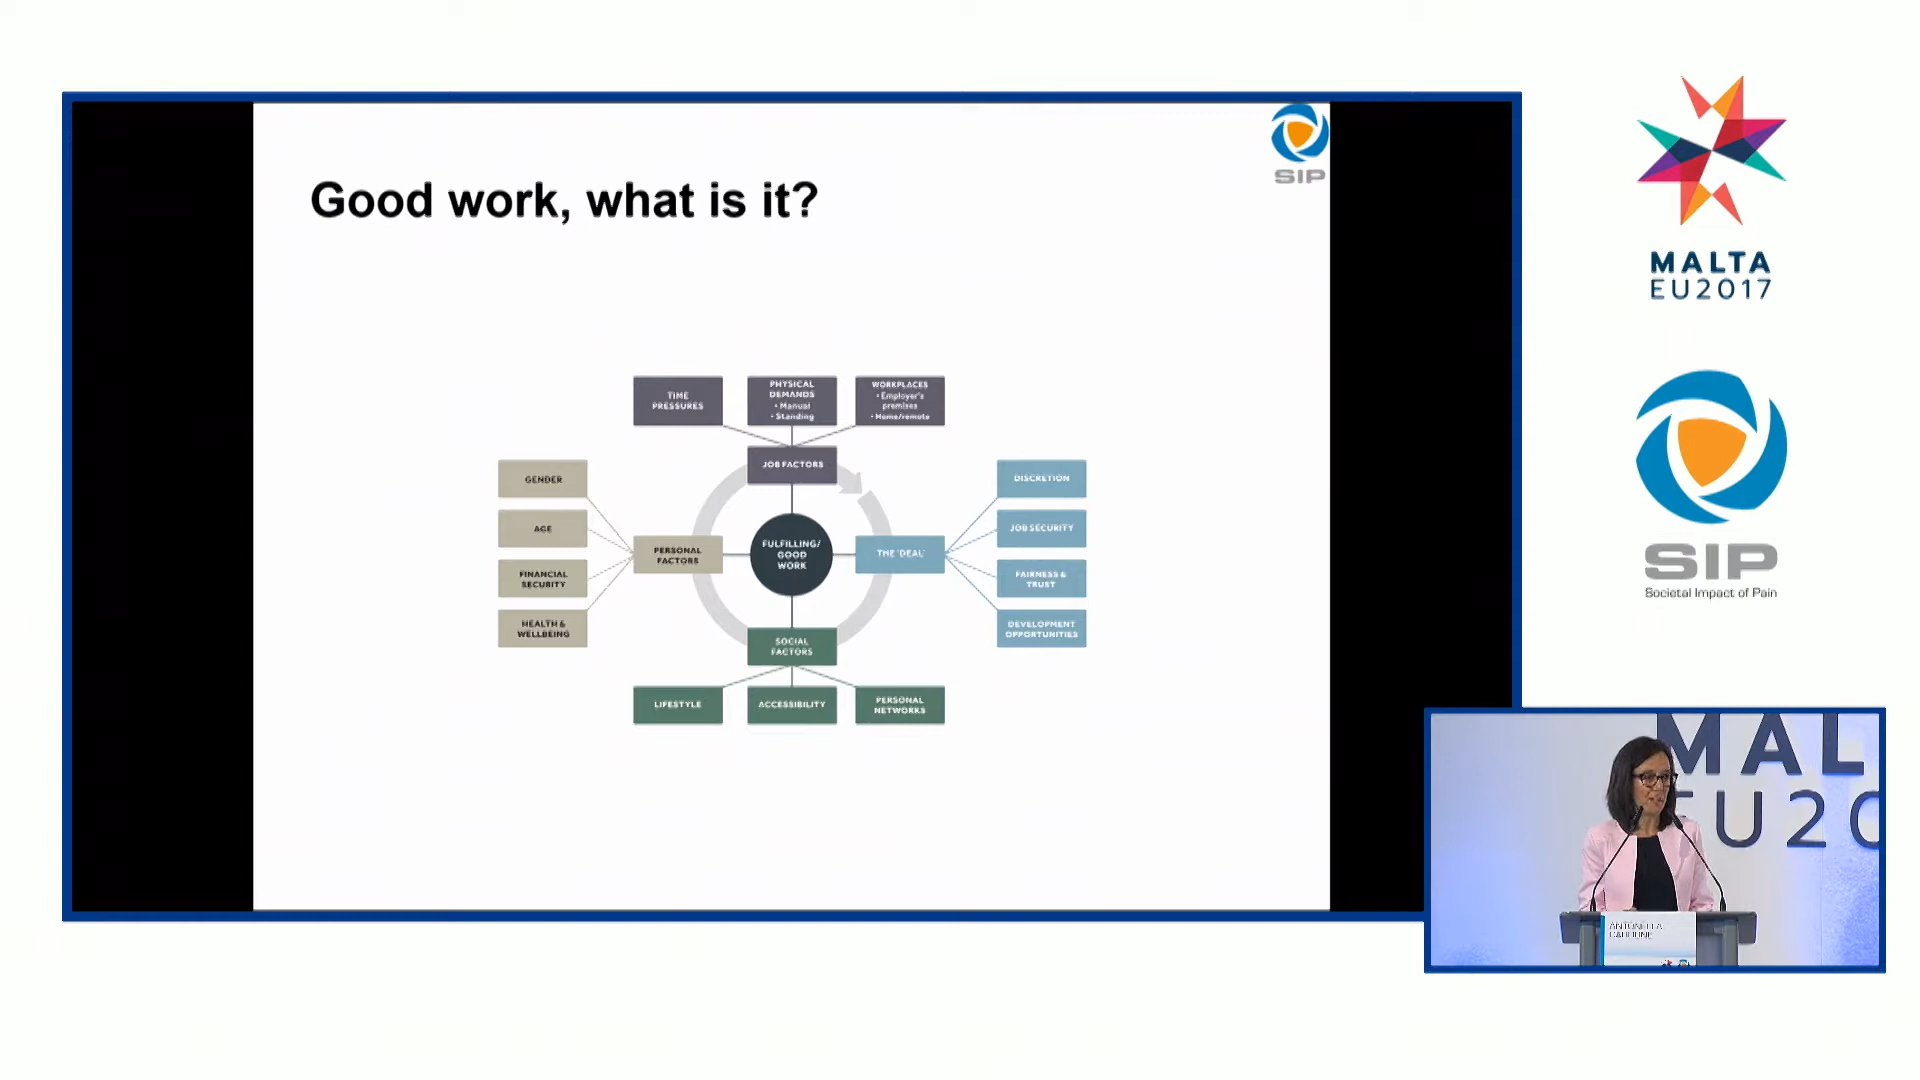 Good work, what is it?
SIP
TIME
PRESSURES
PHYSICAL
DEMANDS
• Manual
• Standing
WORKPLACES
• Employer's
premises
• Home/remote
JOB FACTORS
GENDER
AGE
FINANCIAL
SECURITY
HEALTH &
WELLBEING
PERSONAL
FACTORS
FULFILLING/
GOOD
WORK
THE 'DEAL'
DISCRETION
JOB SECURITY
FAIRNESS &
TRUST
DEVELOPMENT
OPPORTUNITIES
SOCIAL
FACTORS
LIFESTYLE
ACCESSIBILITY
PERSONAL
NETWORKS
MALTA
EU2017
SIP
Societal Impact of Pain
MAL
EU20
ANTONELLA